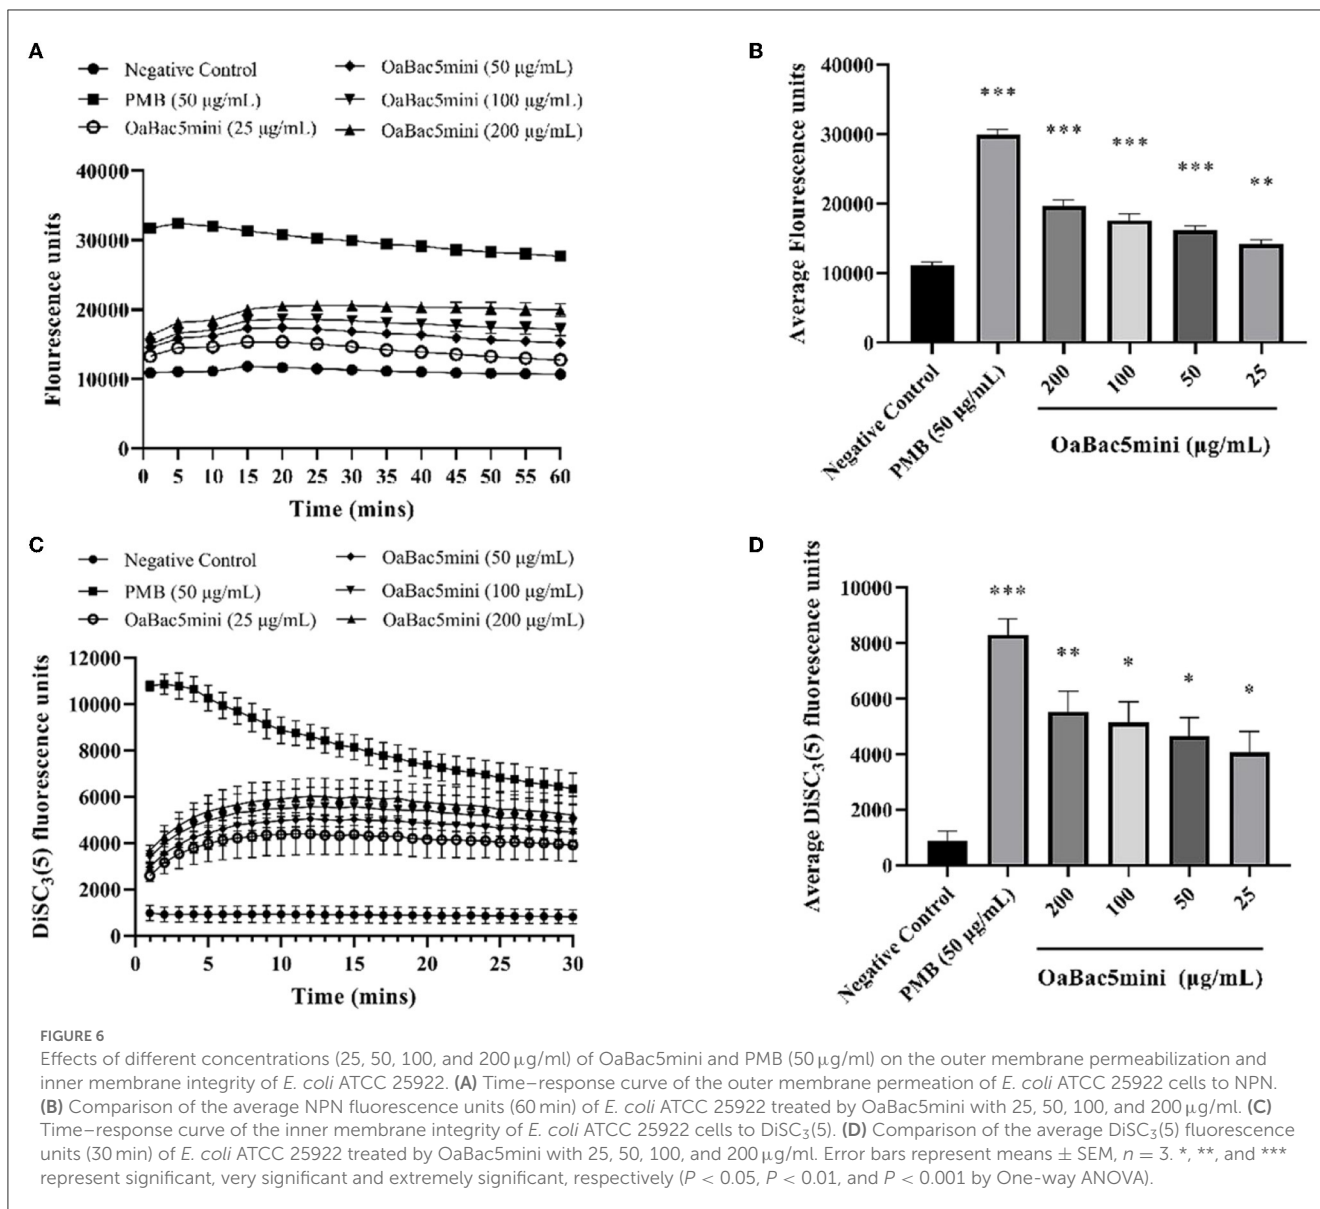 A
Negative Control
PMB (50 µg/mL)
OaBac5mini (25 µg/mL)
OaBac5mini (50 µg/mL)
OaBac5mini (100 µg/mL)
OaBac5mini (200 µg/mL)
Flourescence units
40000
30000
20000
10000
0
0 5 10 15 20 25 30 35 40 45 50 55 60
Time (mins)
B
Average Flourescence units
40000
30000
20000
10000
0
*** *** *** *** **
Negative Control
PMB (50 µg/mL)
200 100 50 25
OaBac5mini (µg/mL)
C
Negative Control
PMB (50 µg/mL)
OaBac5mini (25 µg/mL)
OaBac5mini (50 µg/mL)
OaBac5mini (100 µg/mL)
OaBac5mini (200 µg/mL)
DiSC₃(5) fluorescence units
12000
10000
8000
6000
4000
2000
0
0 5 10 15 20 25 30
Time (mins)
D
Average DiSC₃(5) fluorescence units
10000
8000
6000
4000
2000
0
*** ** * * *
Negative Control
PMB (50 µg/mL)
200 100 50 25
OaBac5mini (µg/mL)
FIGURE 6
Effects of different concentrations (25, 50, 100, and 200 µg/ml) of OaBac5mini and PMB (50 µg/ml) on the outer membrane permeabilization and
inner membrane integrity of E. coli ATCC 25922. (A) Time–response curve of the outer membrane permeation of E. coli ATCC 25922 cells to NPN.
(B) Comparison of the average NPN fluorescence units (60 min) of E. coli ATCC 25922 treated by OaBac5mini with 25, 50, 100, and 200 µg/ml. (C)
Time–response curve of the inner membrane integrity of E. coli ATCC 25922 cells to DiSC₃(5). (D) Comparison of the average DiSC₃(5) fluorescence
units (30 min) of E. coli ATCC 25922 treated by OaBac5mini with 25, 50, 100, and 200 µg/ml. Error bars represent means ± SEM, n = 3. *, **, and ***
represent significant, very significant and extremely significant, respectively (P < 0.05, P < 0.01, and P < 0.001 by One-way ANOVA).